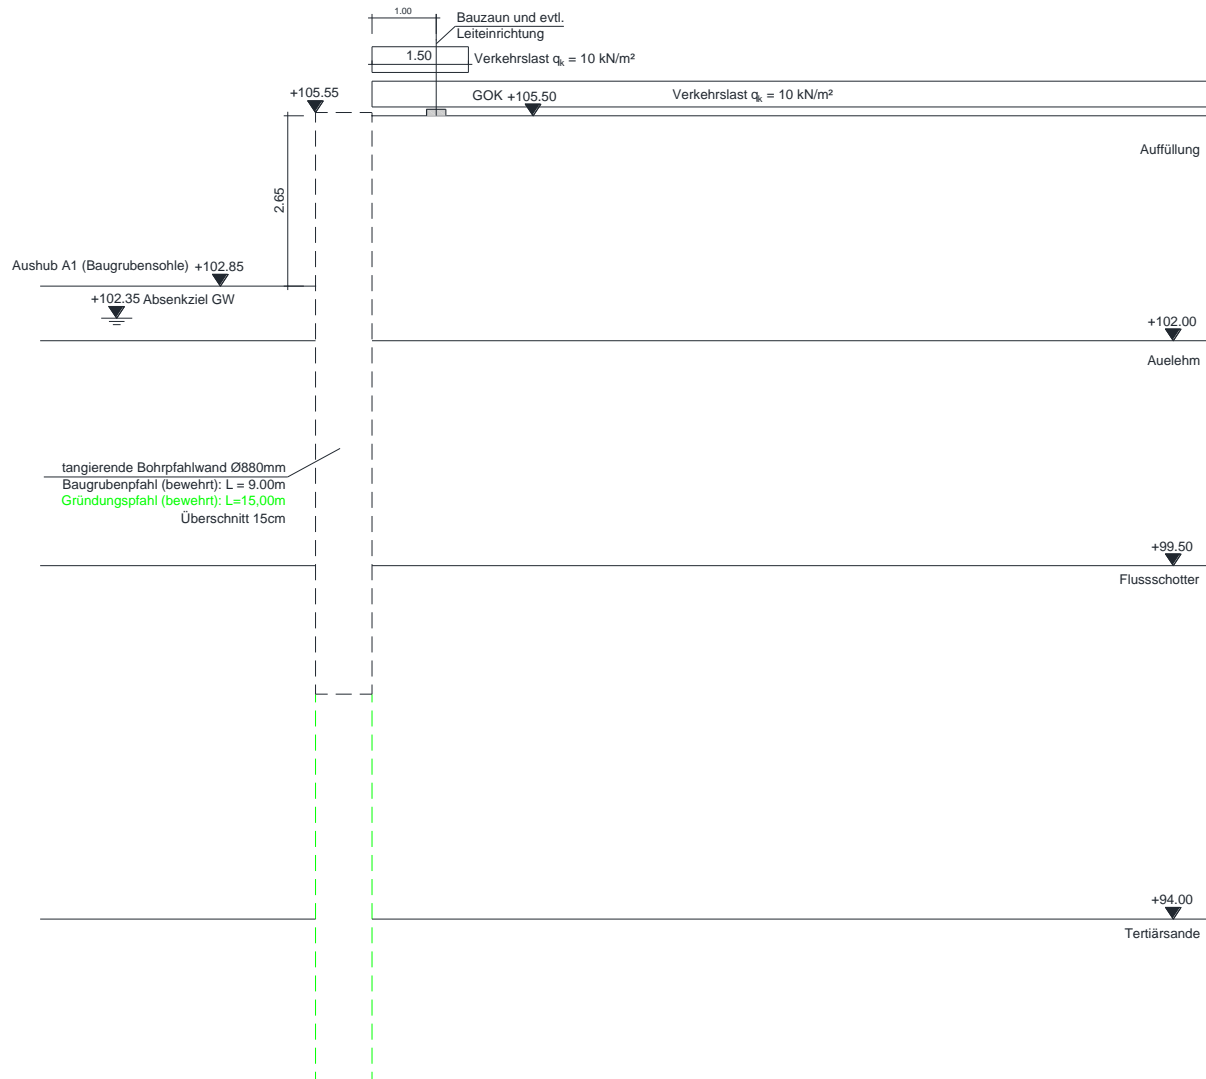 1.00
Bauzaun und evtl.
Leiteinrichtung
1.50
Verkehrslast qk = 10 kN/m²
+105.55
GOK +105.50
Verkehrslast qk = 10 kN/m²
Auffüllung
2.65
Aushub A1 (Baugrubensohle) +102.85
+102.35 Absenkziel GW
+102.00
Auelehm
tangierende Bohrpfahlwand Ø880mm
Baugrubenpfahl (bewehrt): L = 9.00m
Gründungspfahl (bewehrt): L=15,00m
Überschnitt 15cm
+99.50
Flussschotter
+94.00
Tertiärsande